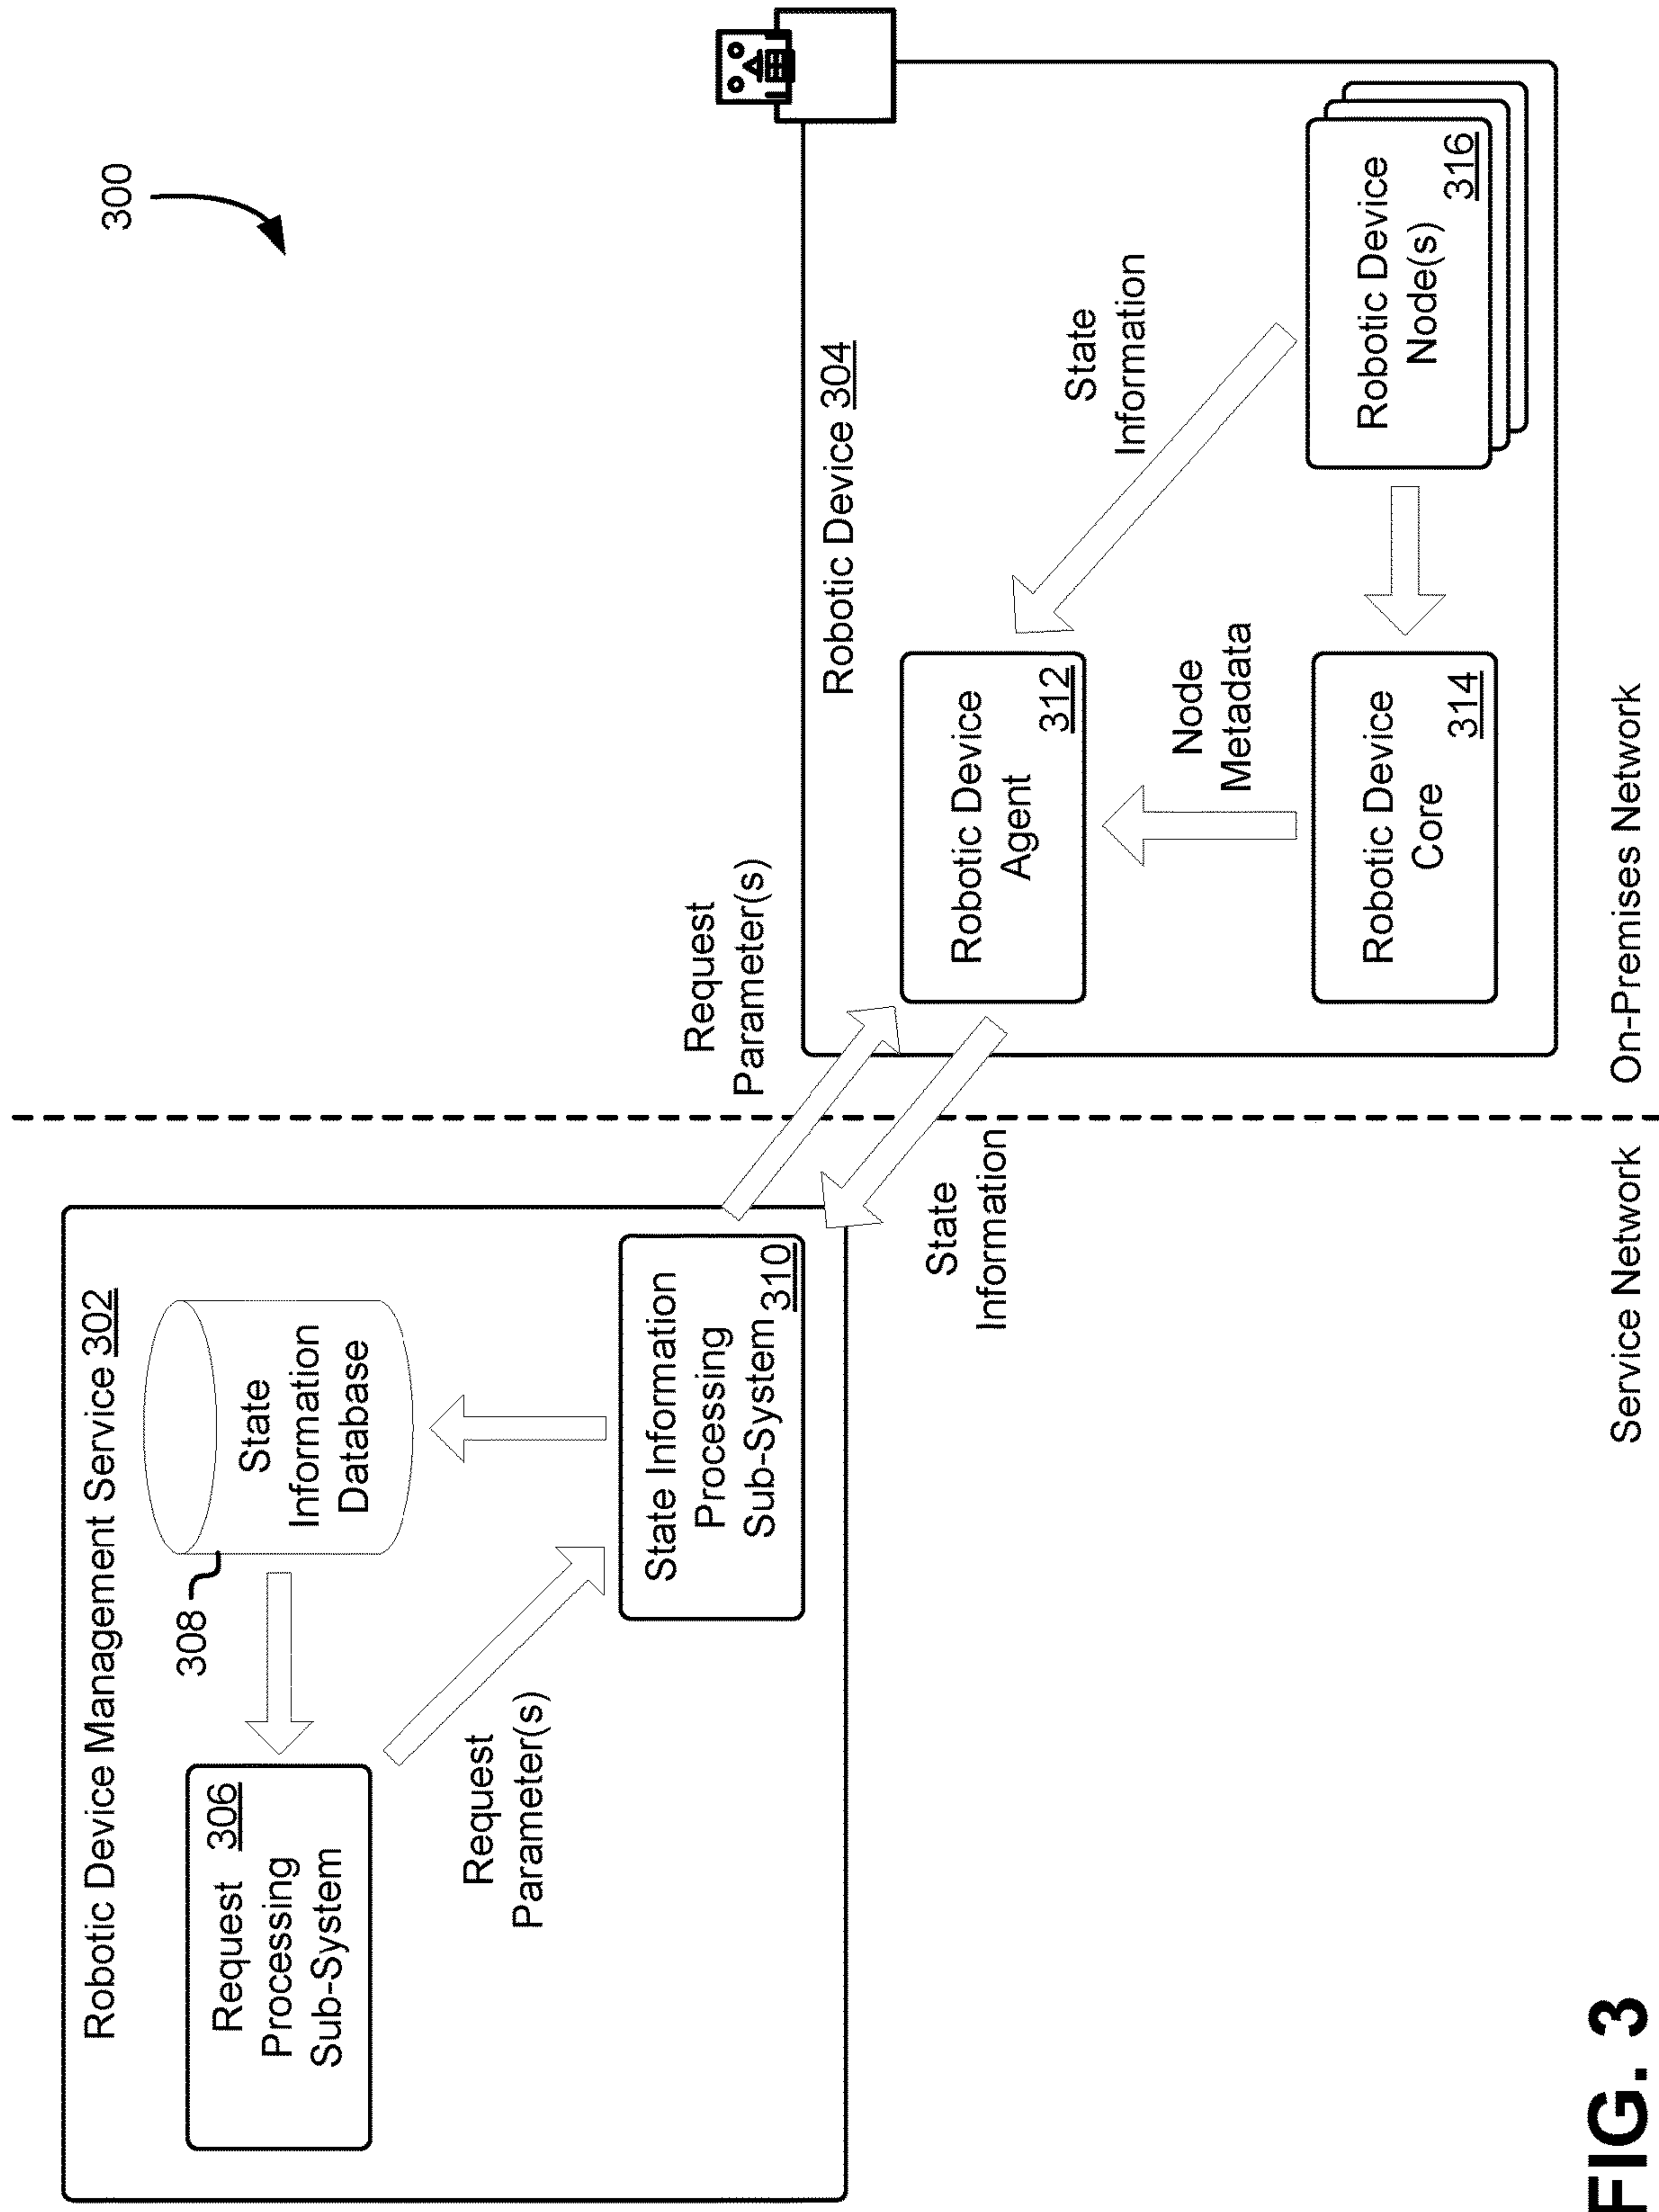 300
Robotic Device Management Service 302
Request 306
Processing
Sub-System
308
State
Information
Database
Request
Parameter(s)
State Information
Processing
Sub-System 310
Request
Parameter(s)
State
Information
Robotic Device 304
Robotic Device
Agent
312
State
Information
Node
Metadata
Robotic Device
Core
314
Robotic Device
Node(s)
316
Service Network
On-Premises Network
FIG. 3